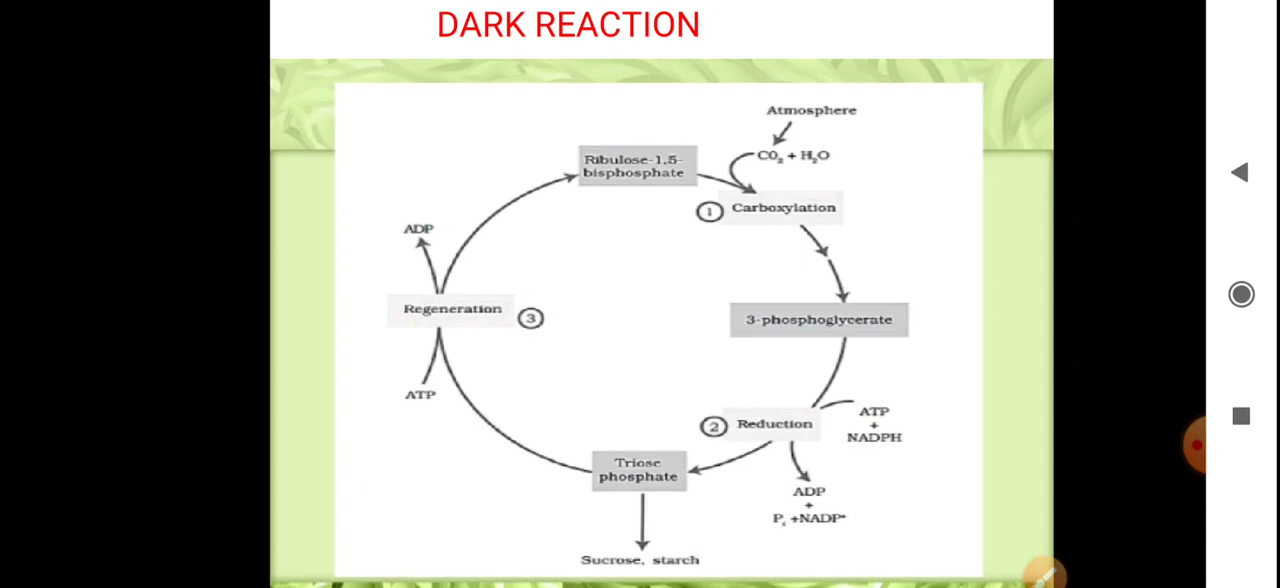 DARK REACTION
Atmosphere
CO₂ + H₂O
Ribulose-1,5-
bisphosphate
① Carboxylation
ADP
Regeneration ③
3-phosphoglycerate
ATP
② Reduction
ATP
+
NADPH
Triose
phosphate
ADP
+
Pᵢ +NADP⁺
Sucrose, starch